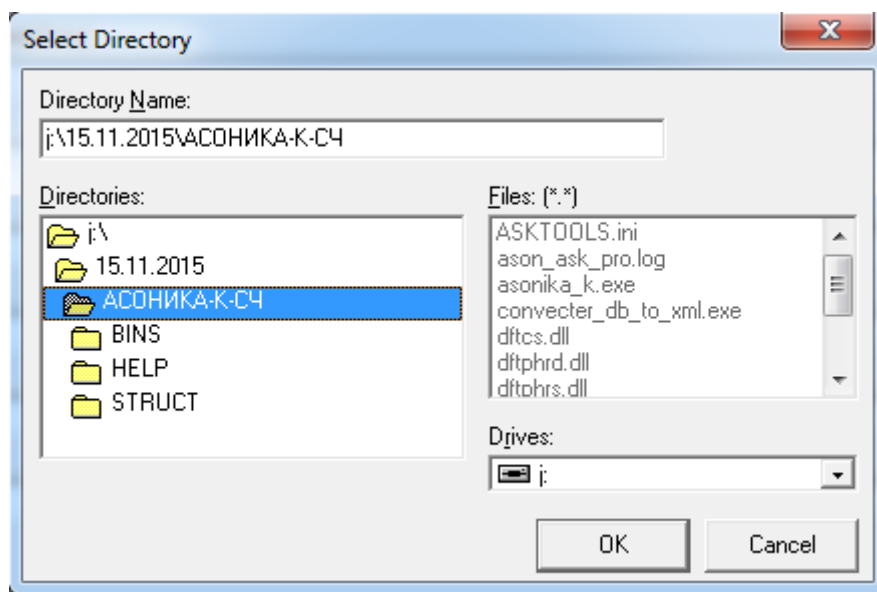 Select Directory
Directory Name:
j:\15.11.2015\АСОНИКА-К-СЧ
Directories:
j:\
15.11.2015
АСОНИКА-К-СЧ
BINS
HELP
STRUCT
Files: (*.*)
ASKTOOLS.ini
ason_ask_pro.log
asonika_k.exe
convecter_db_to_xml.exe
dftcs.dll
dftphrd.dll
dftphrs.dll
Drives:
j:
OK
Cancel